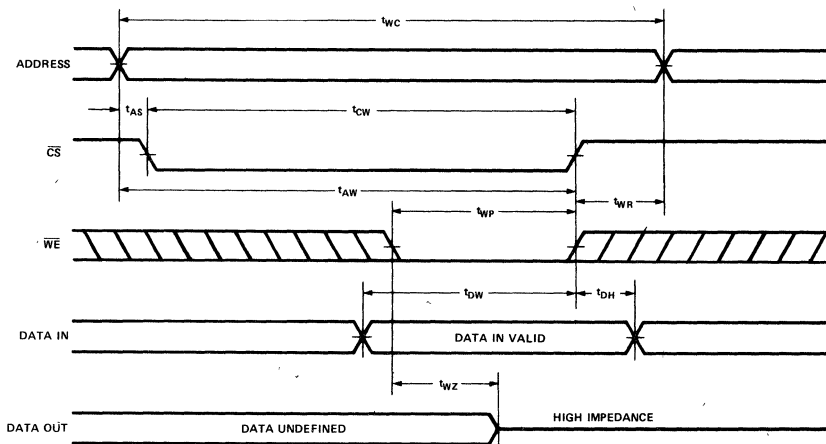 tWC
ADDRESS
tAS
tCW
CS
tAW
tWP
tWR
WE
tDW
tDH
DATA IN
DATA IN VALID
tWZ
DATA OUT
DATA UNDEFINED
HIGH IMPEDANCE